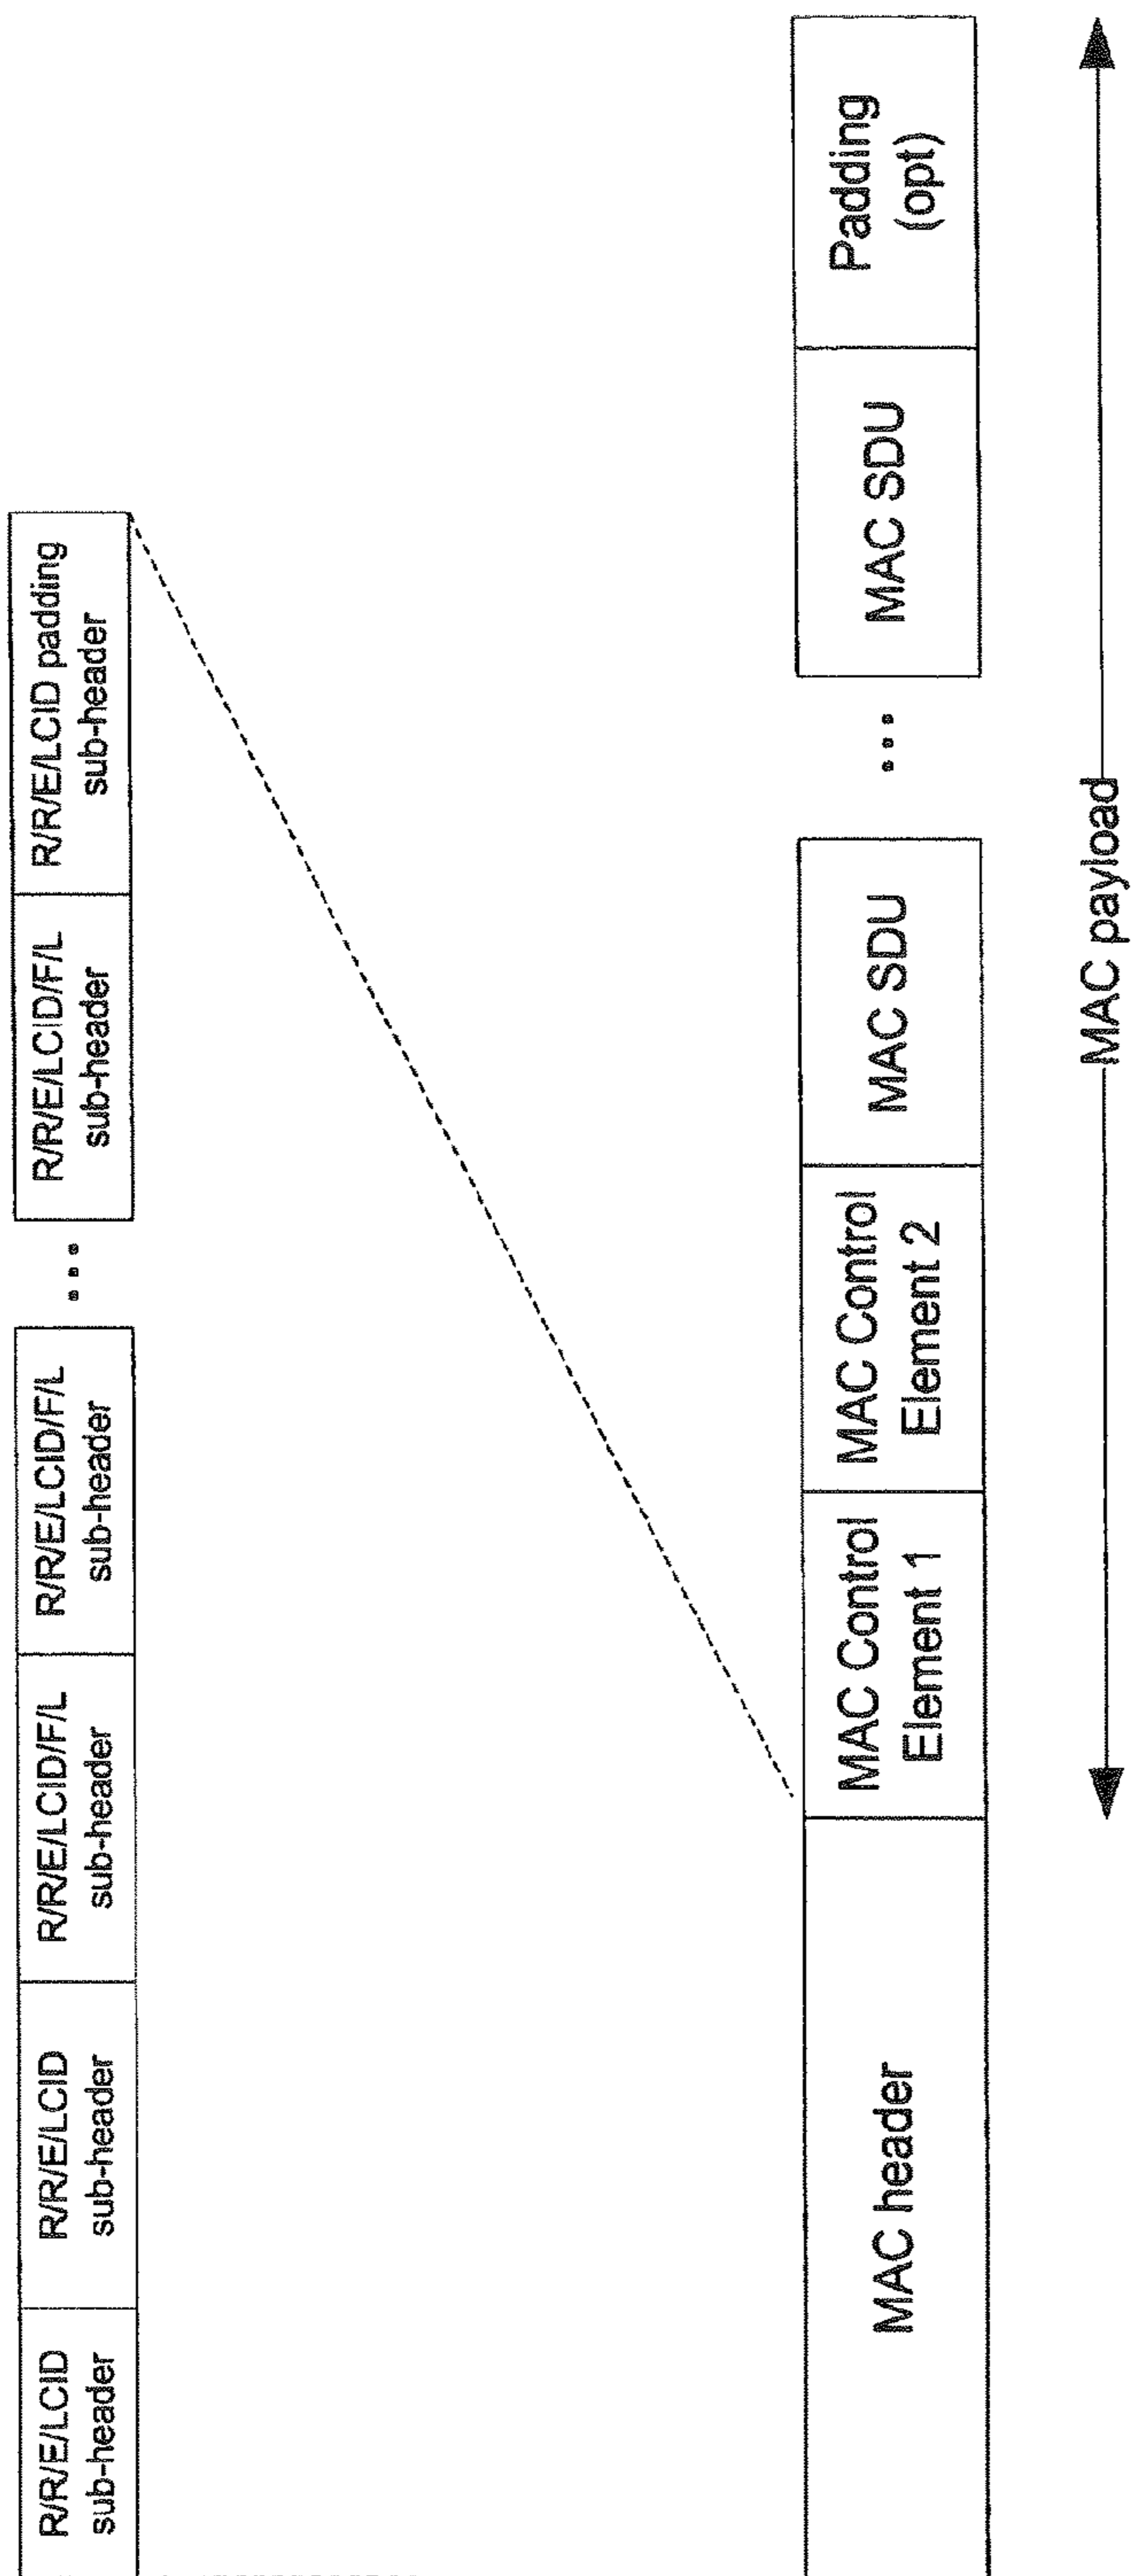 R/R/E/LCID
sub-header
R/R/E/LCID
sub-header
R/R/E/LCID/F/L
sub-header
R/R/E/LCID/F/L
sub-header
...
R/R/E/LCID/F/L
sub-header
R/R/E/LCID padding
sub-header
MAC header
MAC Control
Element 1
MAC Control
Element 2
MAC SDU
...
MAC SDU
Padding
(opt)
MAC payload